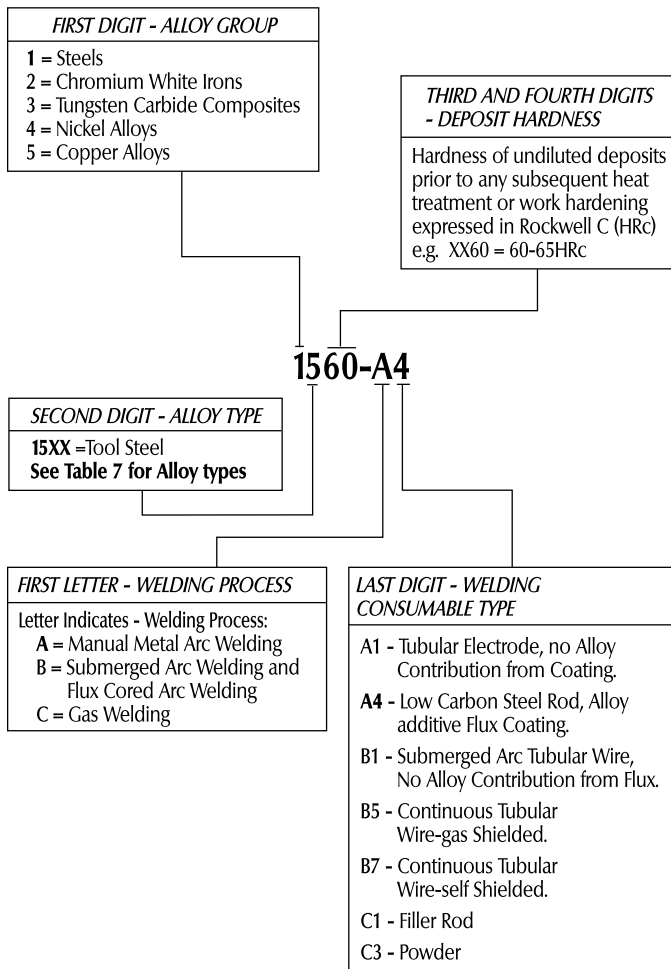 FIRST DIGIT - ALLOY GROUP
1 = Steels
2 = Chromium White Irons
3 = Tungsten Carbide Composites
4 = Nickel Alloys
5 = Copper Alloys
THIRD AND FOURTH DIGITS
- DEPOSIT HARDNESS
Hardness of undiluted deposits
prior to any subsequent heat
treatment or work hardening
expressed in Rockwell C (HRc)
e.g. XX60 = 60-65HRc
1560-A4
SECOND DIGIT - ALLOY TYPE
15XX =Tool Steel
See Table 7 for Alloy types
FIRST LETTER - WELDING PROCESS
Letter Indicates - Welding Process:
A = Manual Metal Arc Welding
B = Submerged Arc Welding and
Flux Cored Arc Welding
C = Gas Welding
LAST DIGIT - WELDING
CONSUMABLE TYPE
A1 - Tubular Electrode, no Alloy
Contribution from Coating.
A4 - Low Carbon Steel Rod, Alloy
additive Flux Coating.
B1 - Submerged Arc Tubular Wire,
No Alloy Contribution from Flux.
B5 - Continuous Tubular
Wire-gas Shielded.
B7 - Continuous Tubular
Wire-self Shielded.
C1 - Filler Rod
C3 - Powder